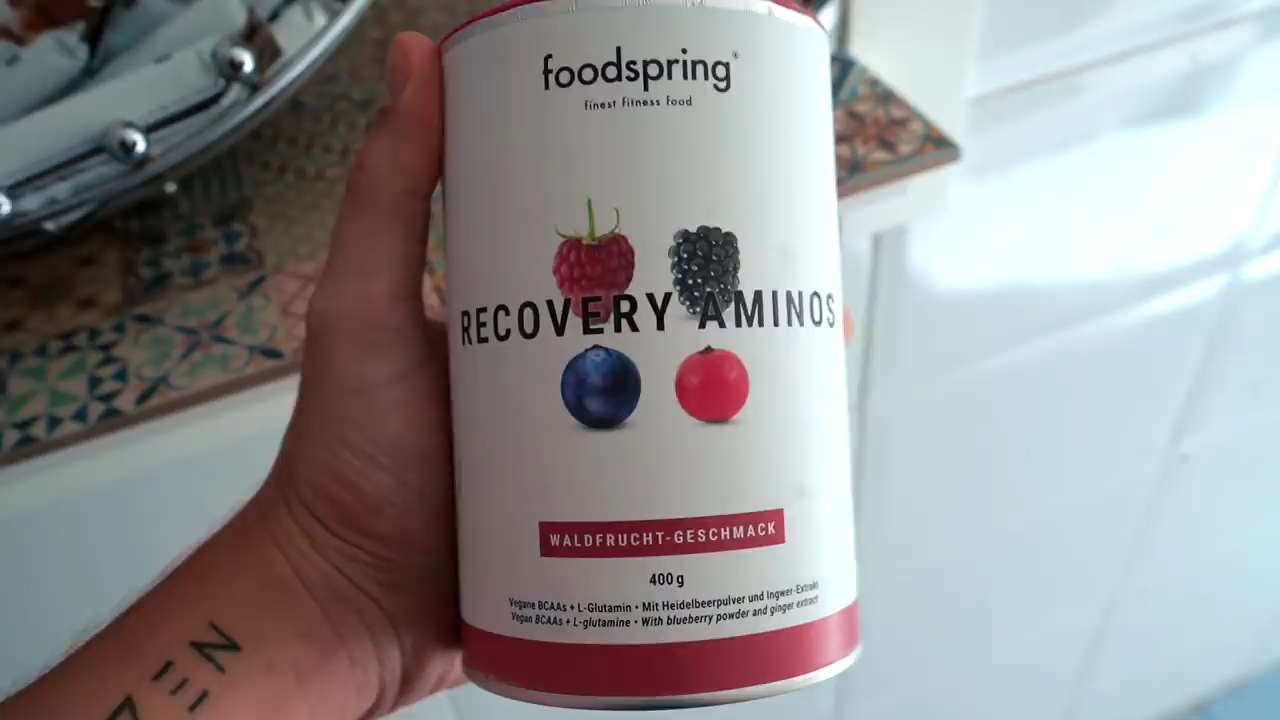 foodspring®
finest fitness food
RECOVERY AMINOS
WALDFRUCHT-GESCHMACK
400 g
Vegane BCAAs + L-Glutamin • Mit Heidelbeerpulver und Ingwer-Extrakt
Vegan BCAAs + L-glutamine • With blueberry powder and ginger extract